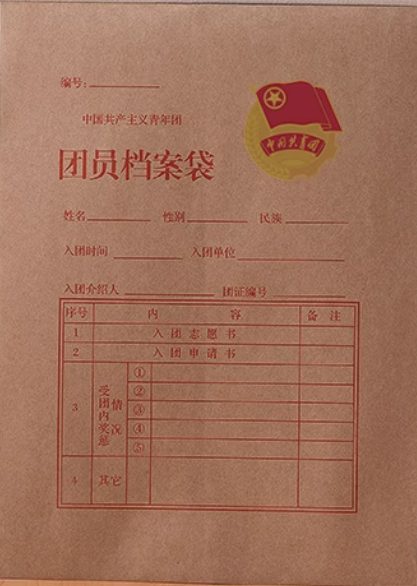 编号:
中国共青团
中国共产主义青年团
团员档案袋
姓名 性别 民族
入团时间 入团单位
入团介绍人 团证编号
序号 内容 备注
1 入团志愿书
2 入团申请书
3 受团内奖惩情况 ①
②
③
④
⑤
4 其它